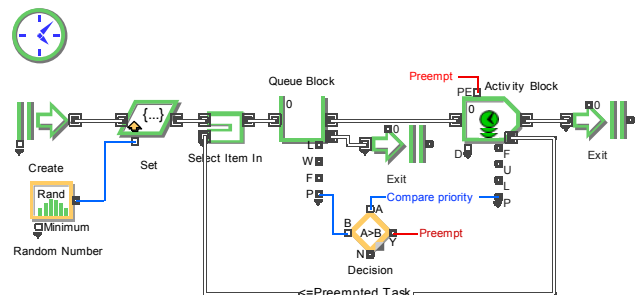 Queue Block
Preempt
PE
Activity Block
{...}
0
0
0
0
Create
Set
Select Item In
L
W
F
P
Exit
D
F
U
L
P
Exit
Rand
Minimum
Random Number
A
Compare priority
B
A>B
Y
Preempt
N
Decision
<=Preempted Task